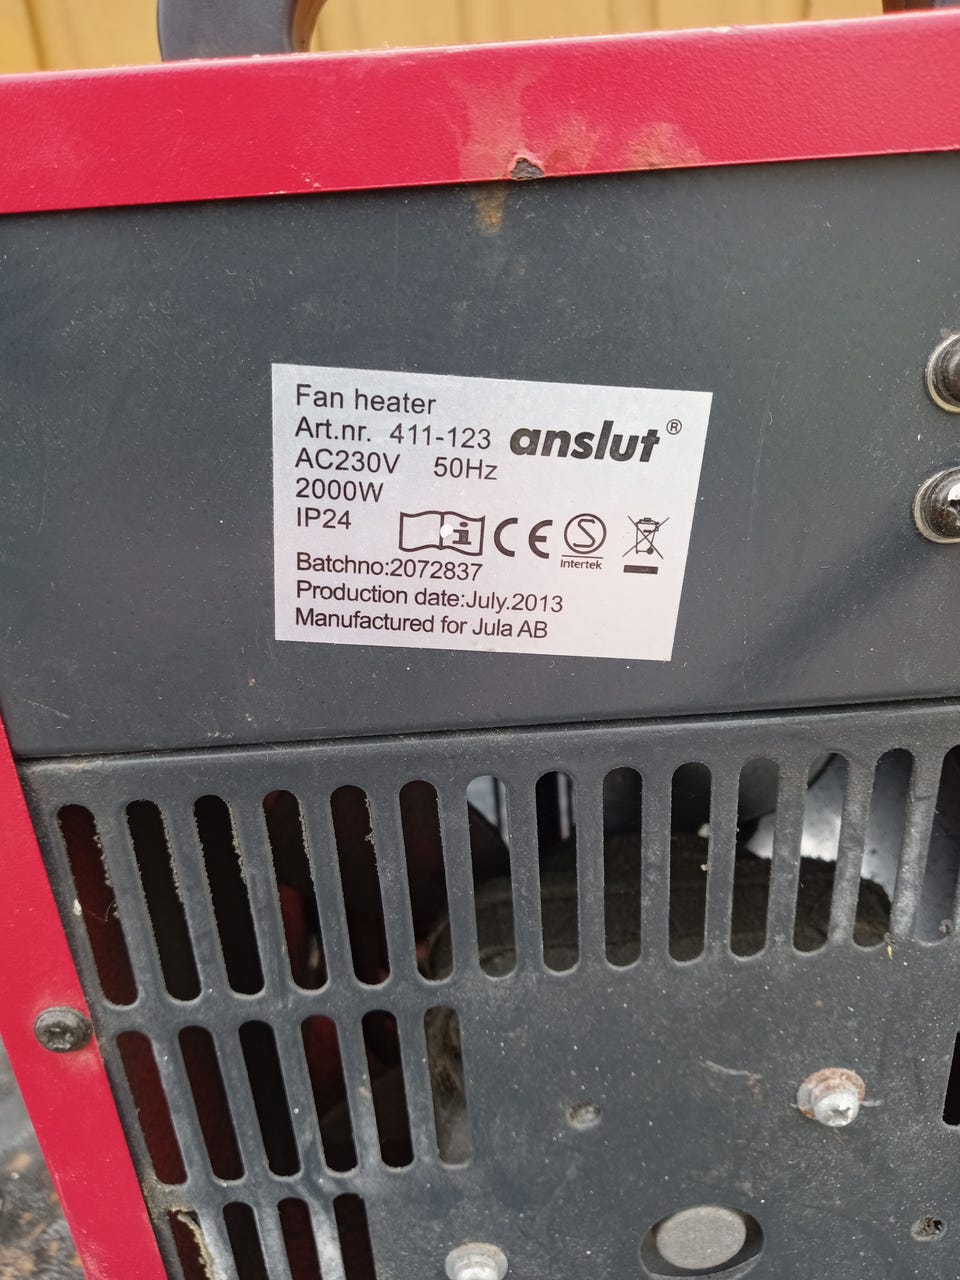 Fan heater
Art.nr. 411-123
anslut®
AC230V 50Hz
2000W
IP24
i
CE
S
Intertek
Batchno:2072837
Production date:July.2013
Manufactured for Jula AB